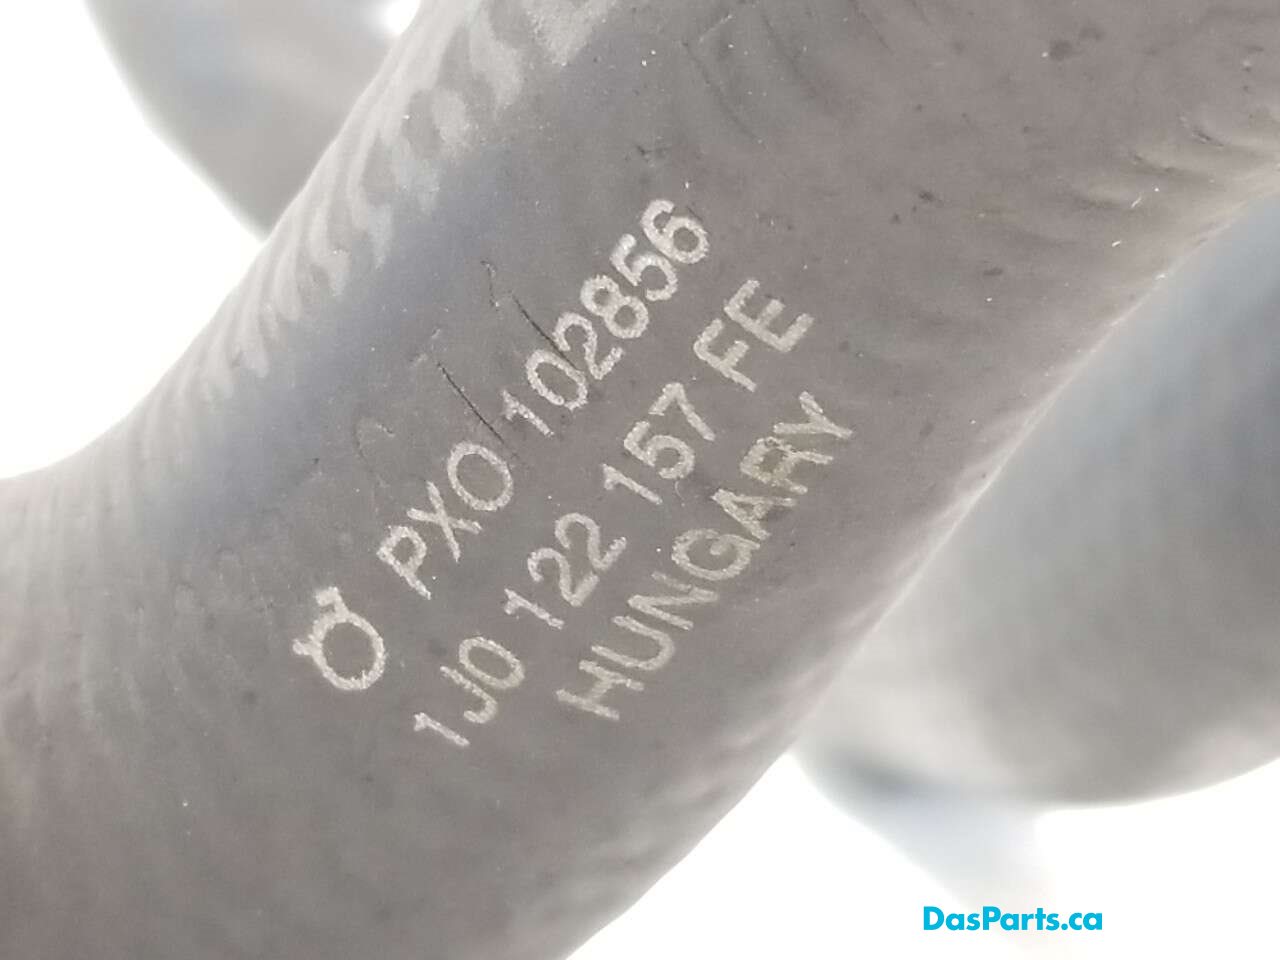 PXO 102856
1J0 122 157 FE
HUNGARY
DasParts.ca